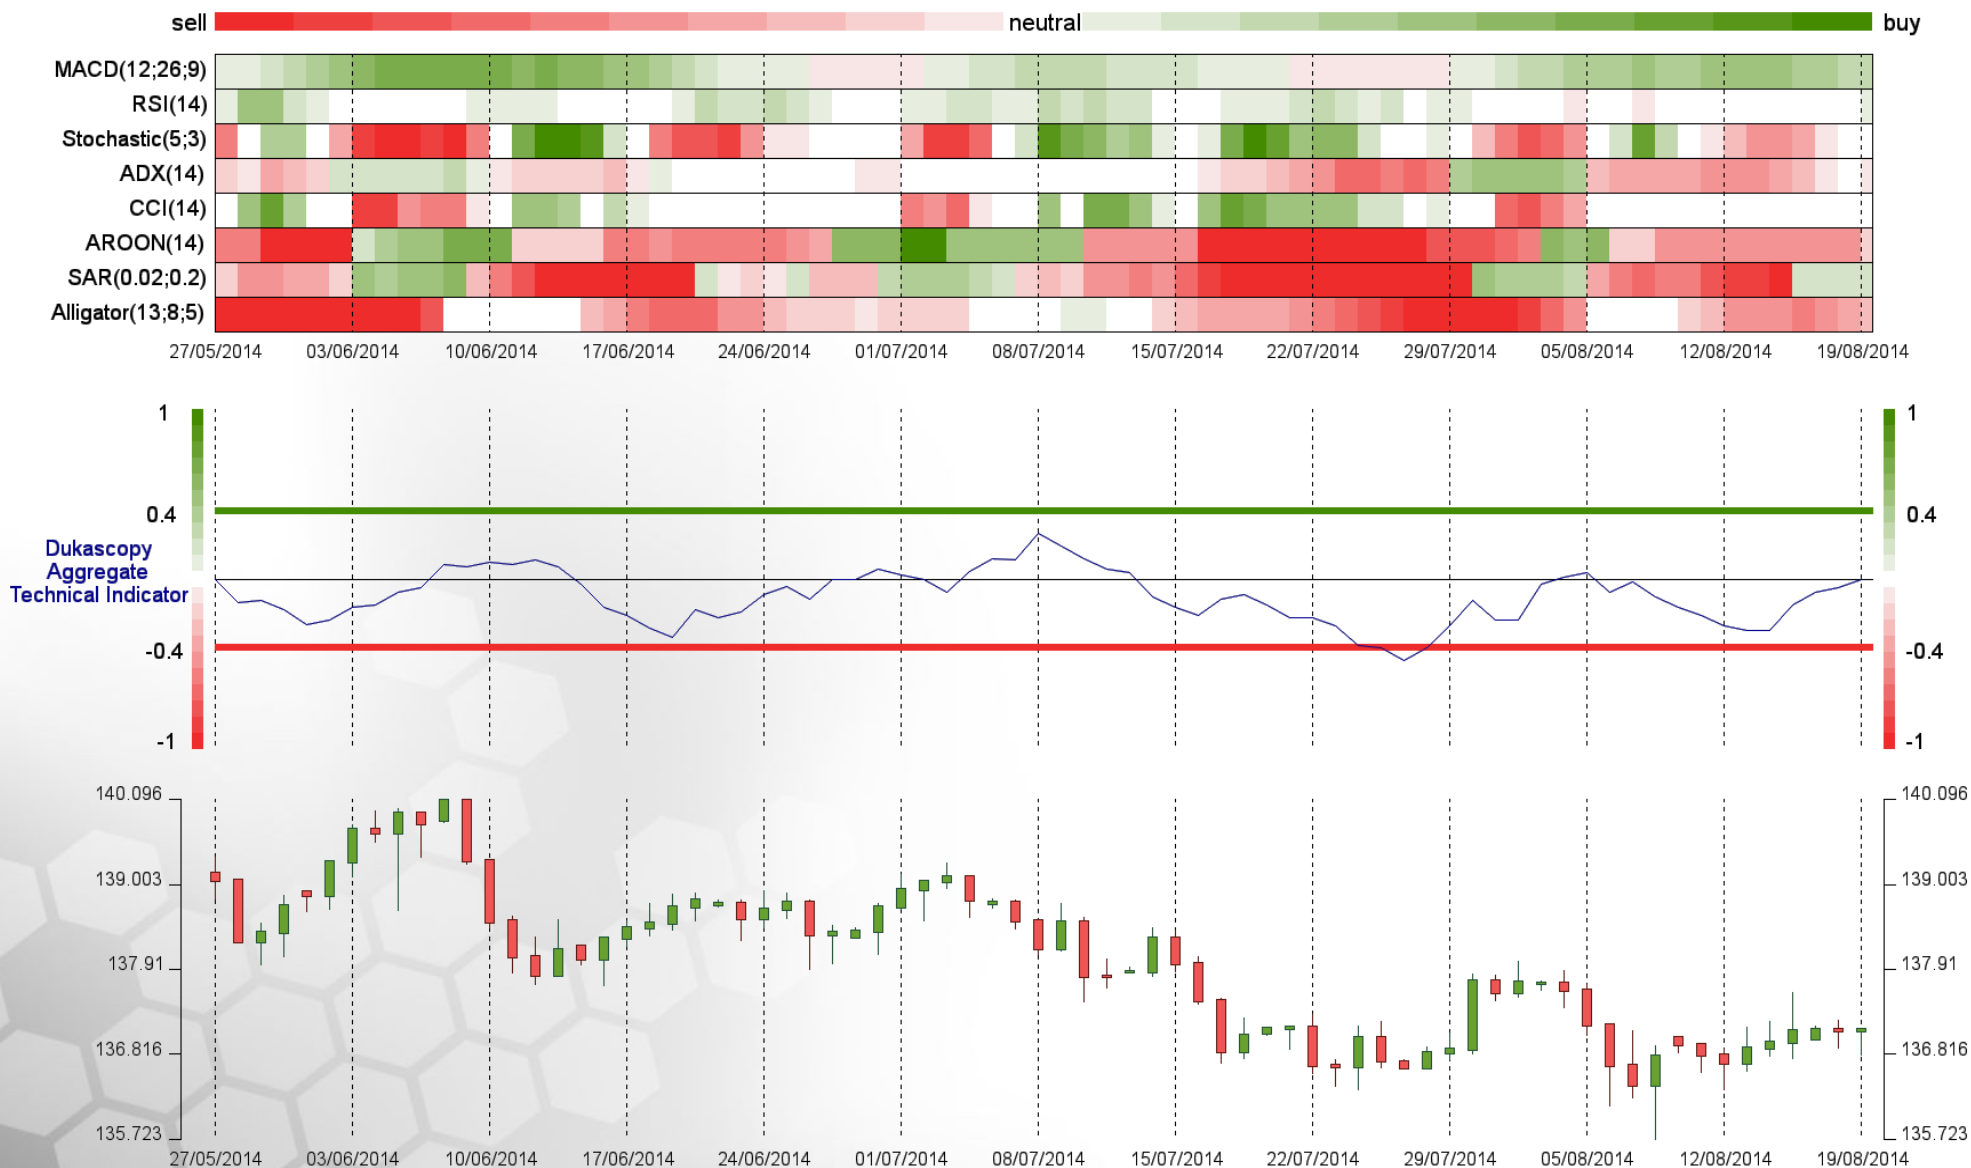 sell neutral buy
MACD(12;26;9)
RSI(14)
Stochastic(5;3)
ADX(14)
CCI(14)
AROON(14)
SAR(0.02;0.2)
Alligator(13;8;5)
27/05/2014 03/06/2014 10/06/2014 17/06/2014 24/06/2014 01/07/2014 08/07/2014 15/07/2014 22/07/2014 29/07/2014 05/08/2014 12/08/2014 19/08/2014
1 1
0.4 0.4
Dukascopy
Aggregate
Technical Indicator
-0.4 -0.4
-1 -1
140.096 140.096
139.003 139.003
137.91 137.91
136.816 136.816
135.723 135.723
27/05/2014 03/06/2014 10/06/2014 17/06/2014 24/06/2014 01/07/2014 08/07/2014 15/07/2014 22/07/2014 29/07/2014 05/08/2014 12/08/2014 19/08/2014